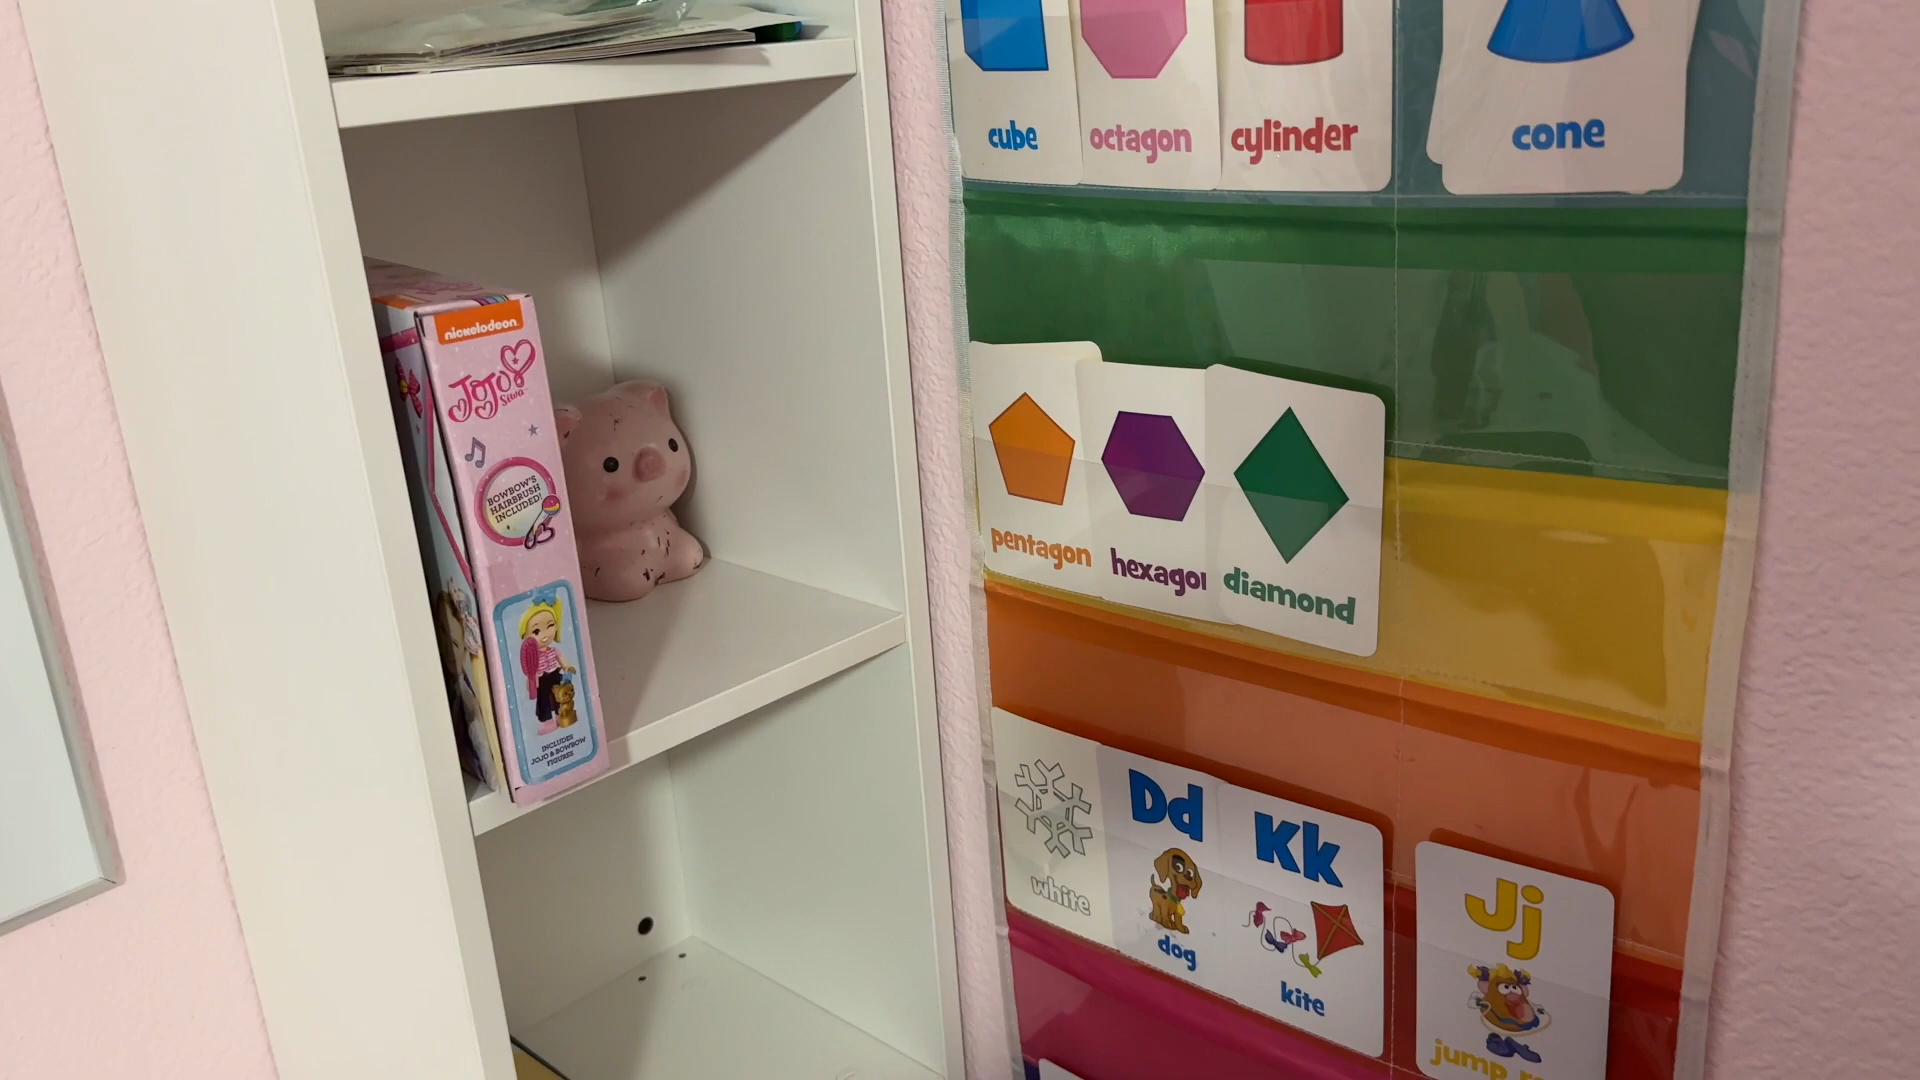 cube
octagon
cylinder
cone
nickelodeon
JoJo
Siwa
BOWBOW'S
HAIRBRUSH
INCLUDED!
INCLUDES
JOJO & BOWBOW
FIGURES
pentagon
hexagon
diamond
white
Dd
dog
Kk
kite
Jj
jump